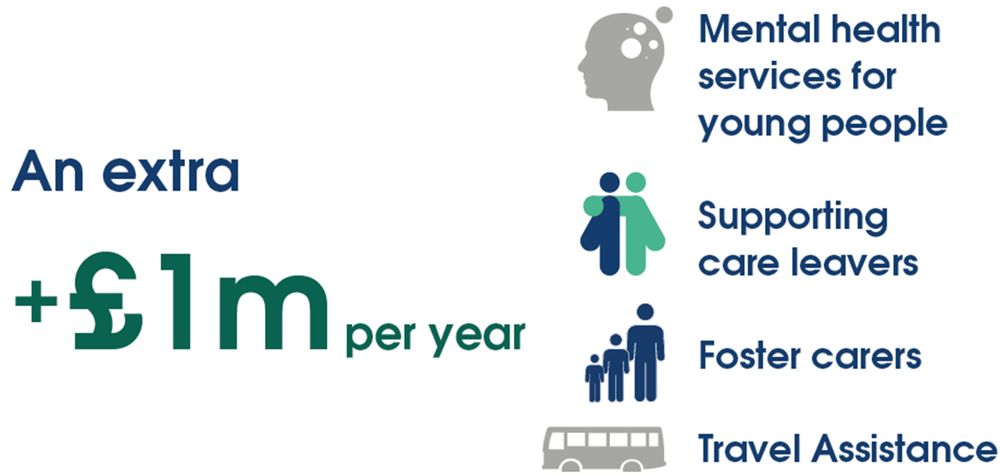 An extra
+£1m per year
Mental health
services for
young people
Supporting
care leavers
Foster carers
Travel Assistance